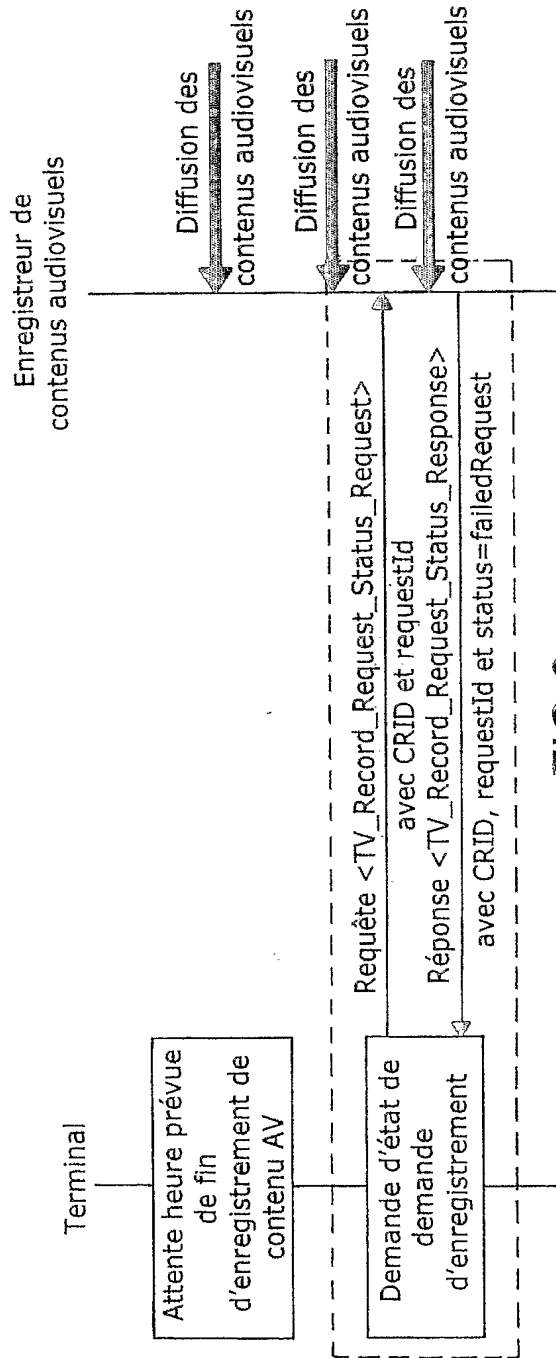 Enregistreur de
contenus audiovisuels
Terminal
Attente heure prévue
de fin
d'enregistrement de
contenu AV
Diffusion des
contenus audiovisuels
Diffusion des
contenus audiovisuels
Demande d'état de
demande
d'enregistrement
Requête <TV_Record_Request_Status_Request>
avec CRID et requestId
Réponse <TV_Record_Request_Status_Response>
avec CRID, requestId et status=failedRequest
Diffusion des
contenus audiovisuels